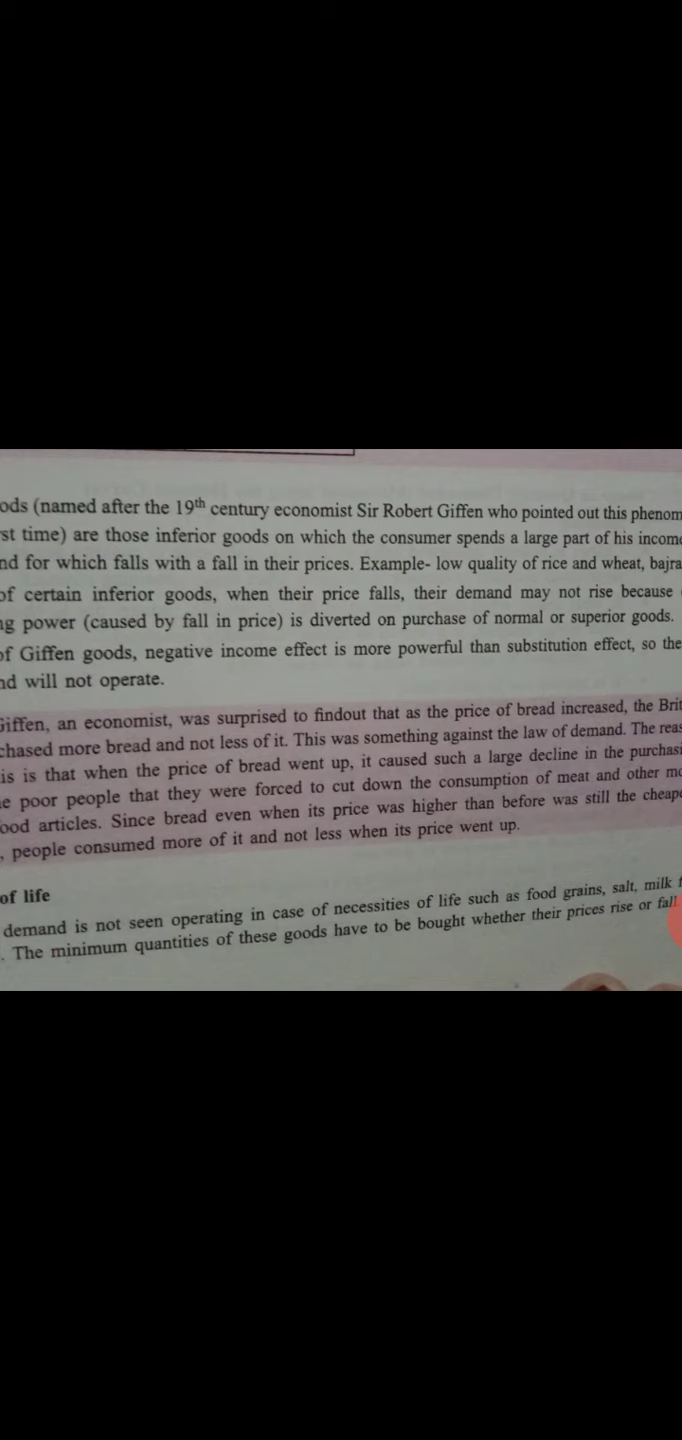 ods (named after the 19th century economist Sir Robert Giffen who pointed out this phenom
rst time) are those inferior goods on which the consumer spends a large part of his incom
nd for which falls with a fall in their prices. Example- low quality of rice and wheat, bajra
of certain inferior goods, when their price falls, their demand may not rise because
ng power (caused by fall in price) is diverted on purchase of normal or superior goods.
of Giffen goods, negative income effect is more powerful than substitution effect, so the
nd will not operate.
Giffen, an economist, was surprised to findout that as the price of bread increased, the Brit
chased more bread and not less of it. This was something against the law of demand. The reas
is is that when the price of bread went up, it caused such a large decline in the purchasi
e poor people that they were forced to cut down the consumption of meat and other mo
ood articles. Since bread even when its price was higher than before was still the cheap
, people consumed more of it and not less when its price went up.
of life
demand is not seen operating in case of necessities of life such as food grains, salt, milk f
. The minimum quantities of these goods have to be bought whether their prices rise or fall